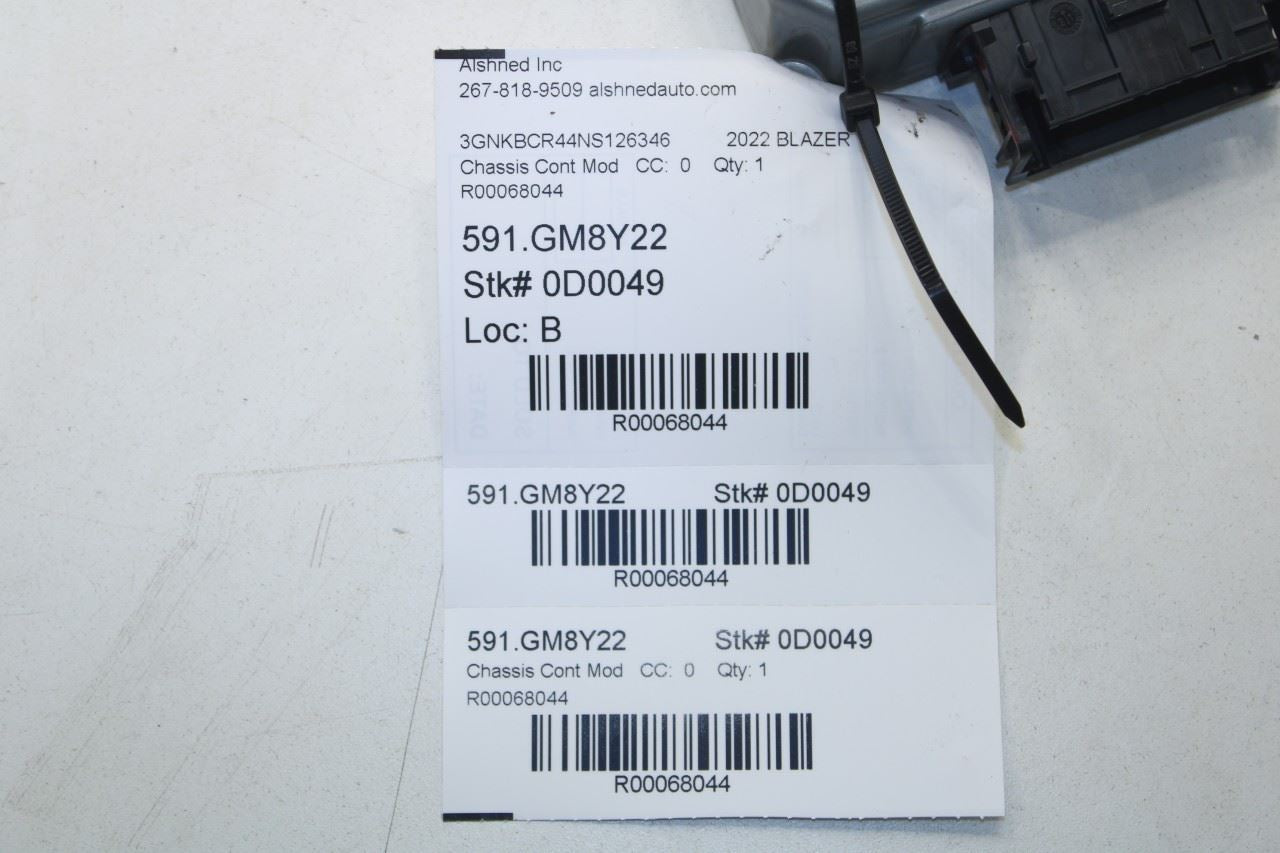 Alshned Inc
267-818-9509 alshnedauto.com
3GNKBCR44NS126346 2022 BLAZER
Chassis Cont Mod CC: 0 Qty: 1
R00068044
591.GM8Y22
Stk# 0D0049
Loc: B
R00068044
591.GM8Y22 Stk# 0D0049
R00068044
591.GM8Y22 Stk# 0D0049
Chassis Cont Mod CC: 0 Qty: 1
R00068044
R00068044